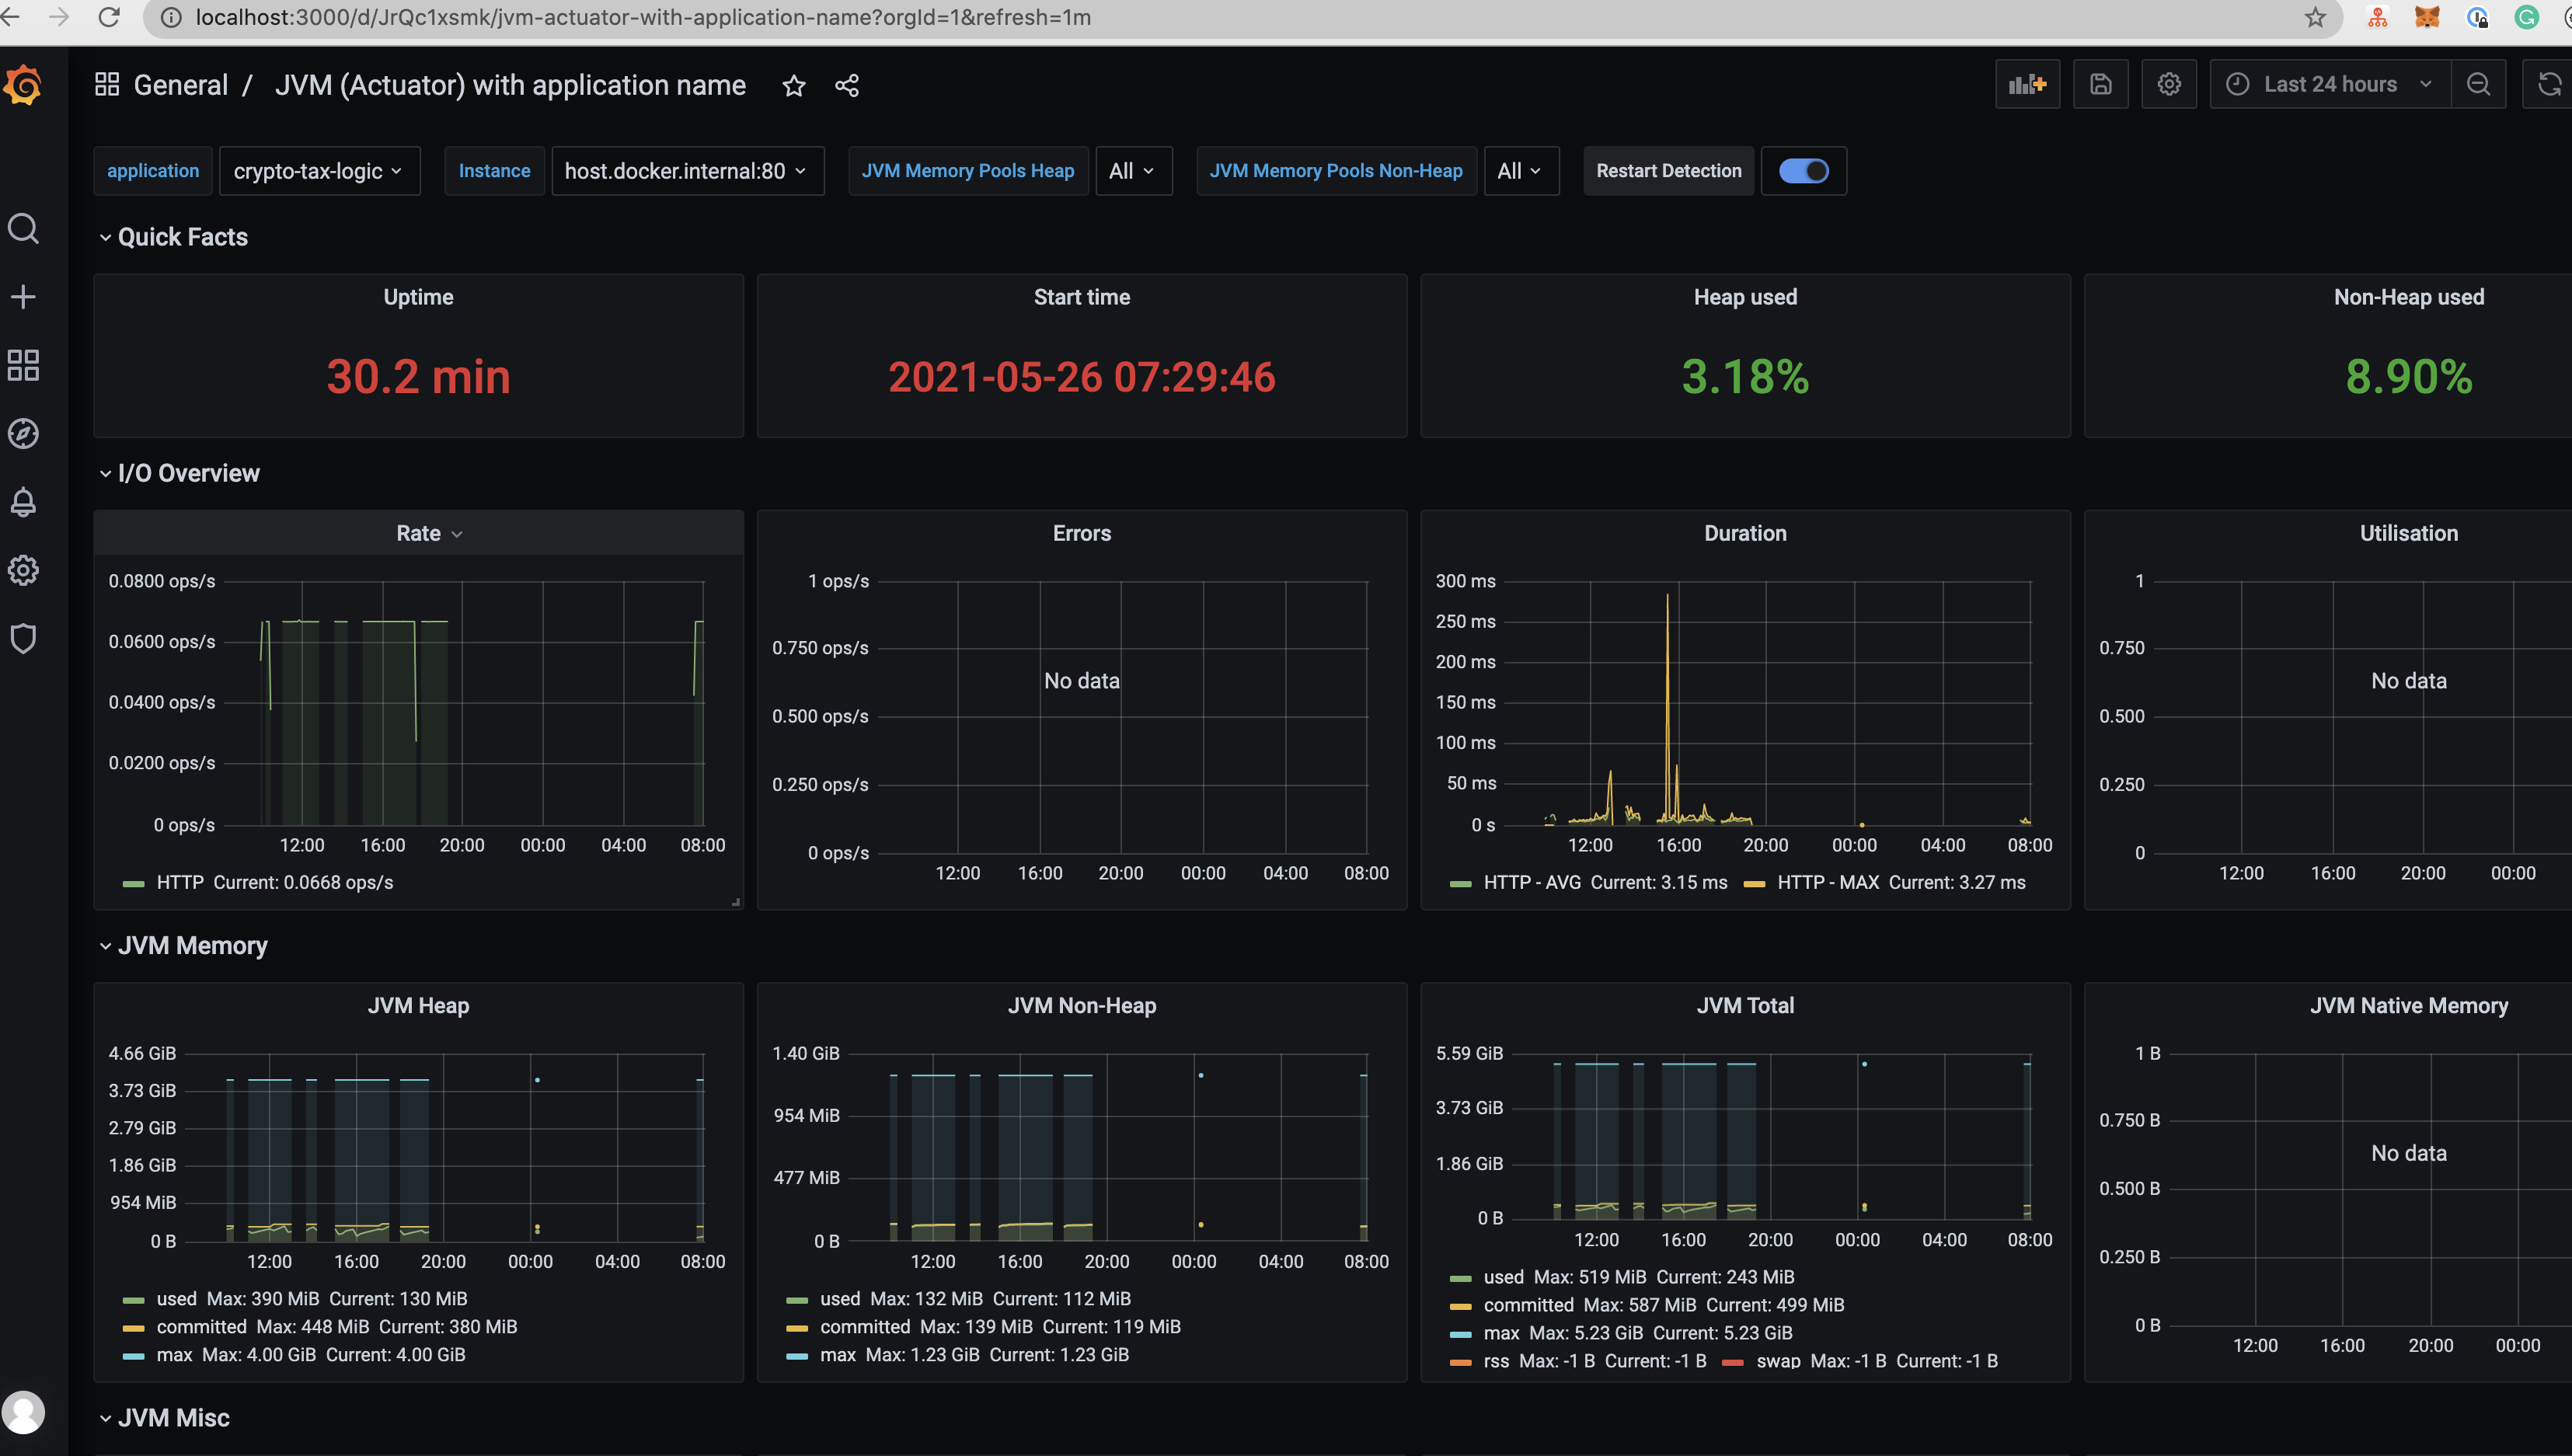 localhost:3000/d/JrQc1xsmk/jvm-actuator-with-application-name?orgId=1&refresh=1m
General / JVM (Actuator) with application name
Last 24 hours
application crypto-tax-logic Instance host.docker.internal:80 JVM Memory Pools Heap All JVM Memory Pools Non-Heap All Restart Detection
Quick Facts
Uptime
30.2 min
Start time
2021-05-26 07:29:46
Heap used
3.18%
Non-Heap used
8.90%
I/O Overview
Rate
0.0800 ops/s
0.0600 ops/s
0.0400 ops/s
0.0200 ops/s
0 ops/s
12:00 16:00 20:00 00:00 04:00 08:00
HTTP Current: 0.0668 ops/s
Errors
1 ops/s
0.750 ops/s
No data
0.500 ops/s
0.250 ops/s
0 ops/s
12:00 16:00 20:00 00:00 04:00 08:00
Duration
300 ms
250 ms
200 ms
150 ms
100 ms
50 ms
0 s
12:00 16:00 20:00 00:00 04:00 08:00
HTTP - AVG Current: 3.15 ms HTTP - MAX Current: 3.27 ms
Utilisation
1
0.750
No data
0.500
0.250
0
12:00 16:00 20:00 00:00
JVM Memory
JVM Heap
4.66 GiB
3.73 GiB
2.79 GiB
1.86 GiB
954 MiB
0 B
12:00 16:00 20:00 00:00 04:00 08:00
used Max: 390 MiB Current: 130 MiB
committed Max: 448 MiB Current: 380 MiB
max Max: 4.00 GiB Current: 4.00 GiB
JVM Non-Heap
1.40 GiB
954 MiB
477 MiB
0 B
12:00 16:00 20:00 00:00 04:00 08:00
used Max: 132 MiB Current: 112 MiB
committed Max: 139 MiB Current: 119 MiB
max Max: 1.23 GiB Current: 1.23 GiB
JVM Total
5.59 GiB
3.73 GiB
1.86 GiB
0 B
12:00 16:00 20:00 00:00 04:00 08:00
used Max: 519 MiB Current: 243 MiB
committed Max: 587 MiB Current: 499 MiB
max Max: 5.23 GiB Current: 5.23 GiB
rss Max: -1 B Current: -1 B swap Max: -1 B Current: -1 B
JVM Native Memory
1 B
0.750 B
No data
0.500 B
0.250 B
0 B
12:00 16:00 20:00 00:00
JVM Misc